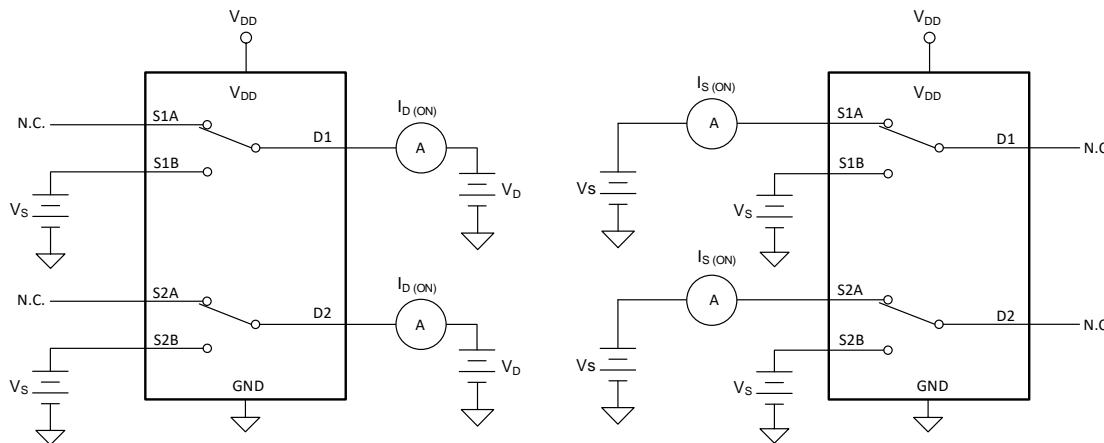 VDD
VDD
N.C.
S1A
D1
ID (ON)
A
S1B
VS
VD
N.C.
S2A
D2
ID (ON)
A
S2B
VS
VD
GND
VDD
VDD
IS (ON)
A
S1A
D1
N.C
S1B
Vs
VS
IS (ON)
A
S2A
D2
N.C
S2B
Vs
VS
GND